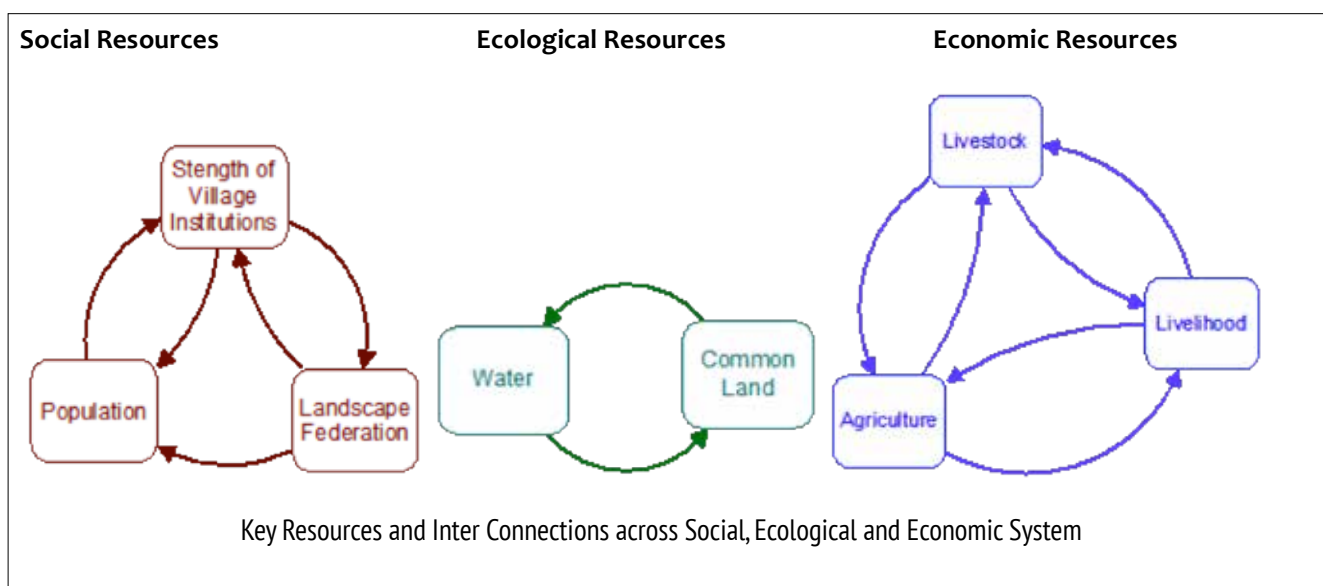 Social Resources
Ecological Resources
Economic Resources
Stength of
Village
Institutions
Population
Landscape
Federation
Water
Common
Land
Livestock
Livelihood
Agriculture
Key Resources and Inter Connections across Social, Ecological and Economic System